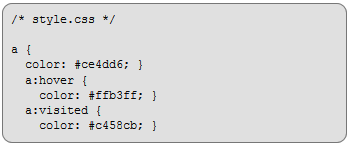 /* style.css */
a {
color: #ce4dd6; }
a:hover {
color: #ffb3ff; }
a:visited {
color: #c458cb; }